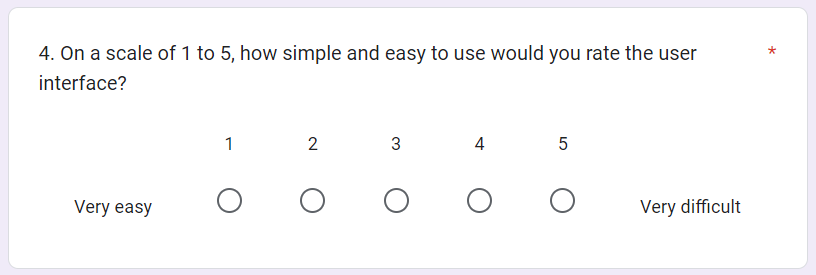 4. On a scale of 1 to 5, how simple and easy to use would you rate the user *
interface?
1 2 3 4 5
Very easy Very difficult